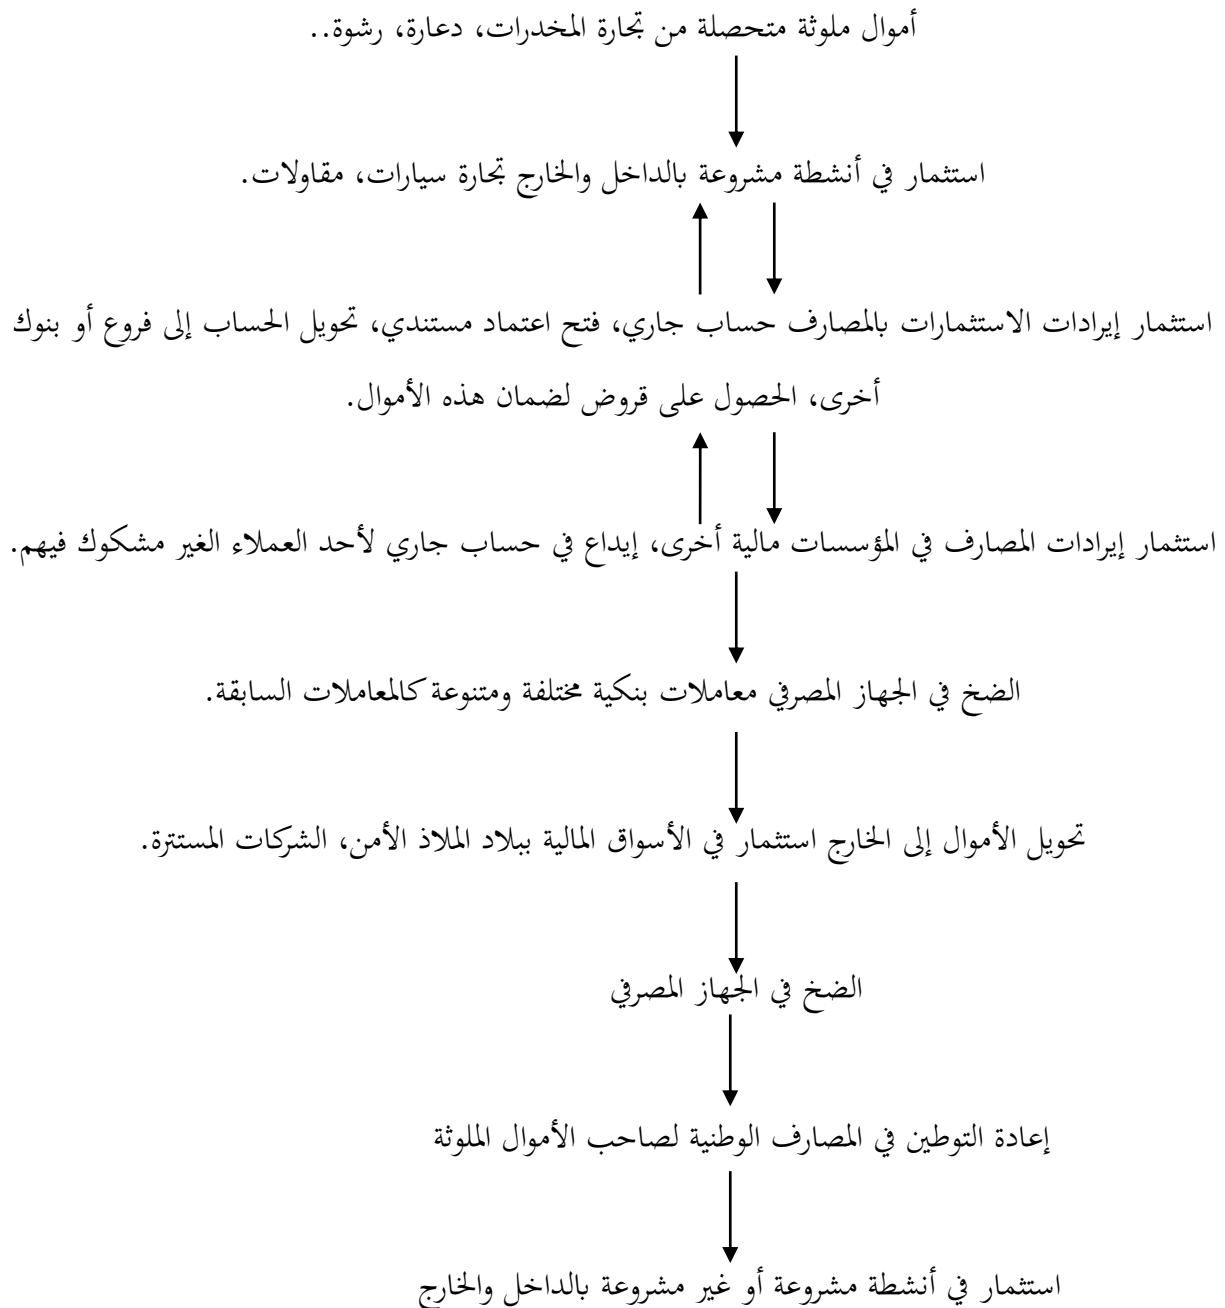 أموال ملوثة متحصلة من تجارة المخدرات، دعارة، رشوة..
استثمار في أنشطة مشروعة بالداخل والخارج تجارة سيارات، مقاولات.
استثمار إيرادات الاستثمارات بالمصارف حساب جاري، فتح اعتماد مستندي، تحويل الحساب إلى فروع أو بنوك
أخرى، الحصول على قروض لضمان هذه الأموال.
استثمار إيرادات المصارف في المؤسسات مالية أخرى، إيداع في حساب جاري لأحد العملاء الغير مشكوك فيهم.
الضخ في الجهاز المصرفي معاملات بنكية مختلفة ومتنوعة كالمعاملات السابقة.
تحويل الأموال إلى الخارج استثمار في الأسواق المالية ببلاد الملاذ الأمن، الشركات المستترة.
الضخ في الجهاز المصرفي
إعادة التوطين في المصارف الوطنية لصاحب الأموال الملوثة
استثمار في أنشطة مشروعة أو غير مشروعة بالداخل والخارج